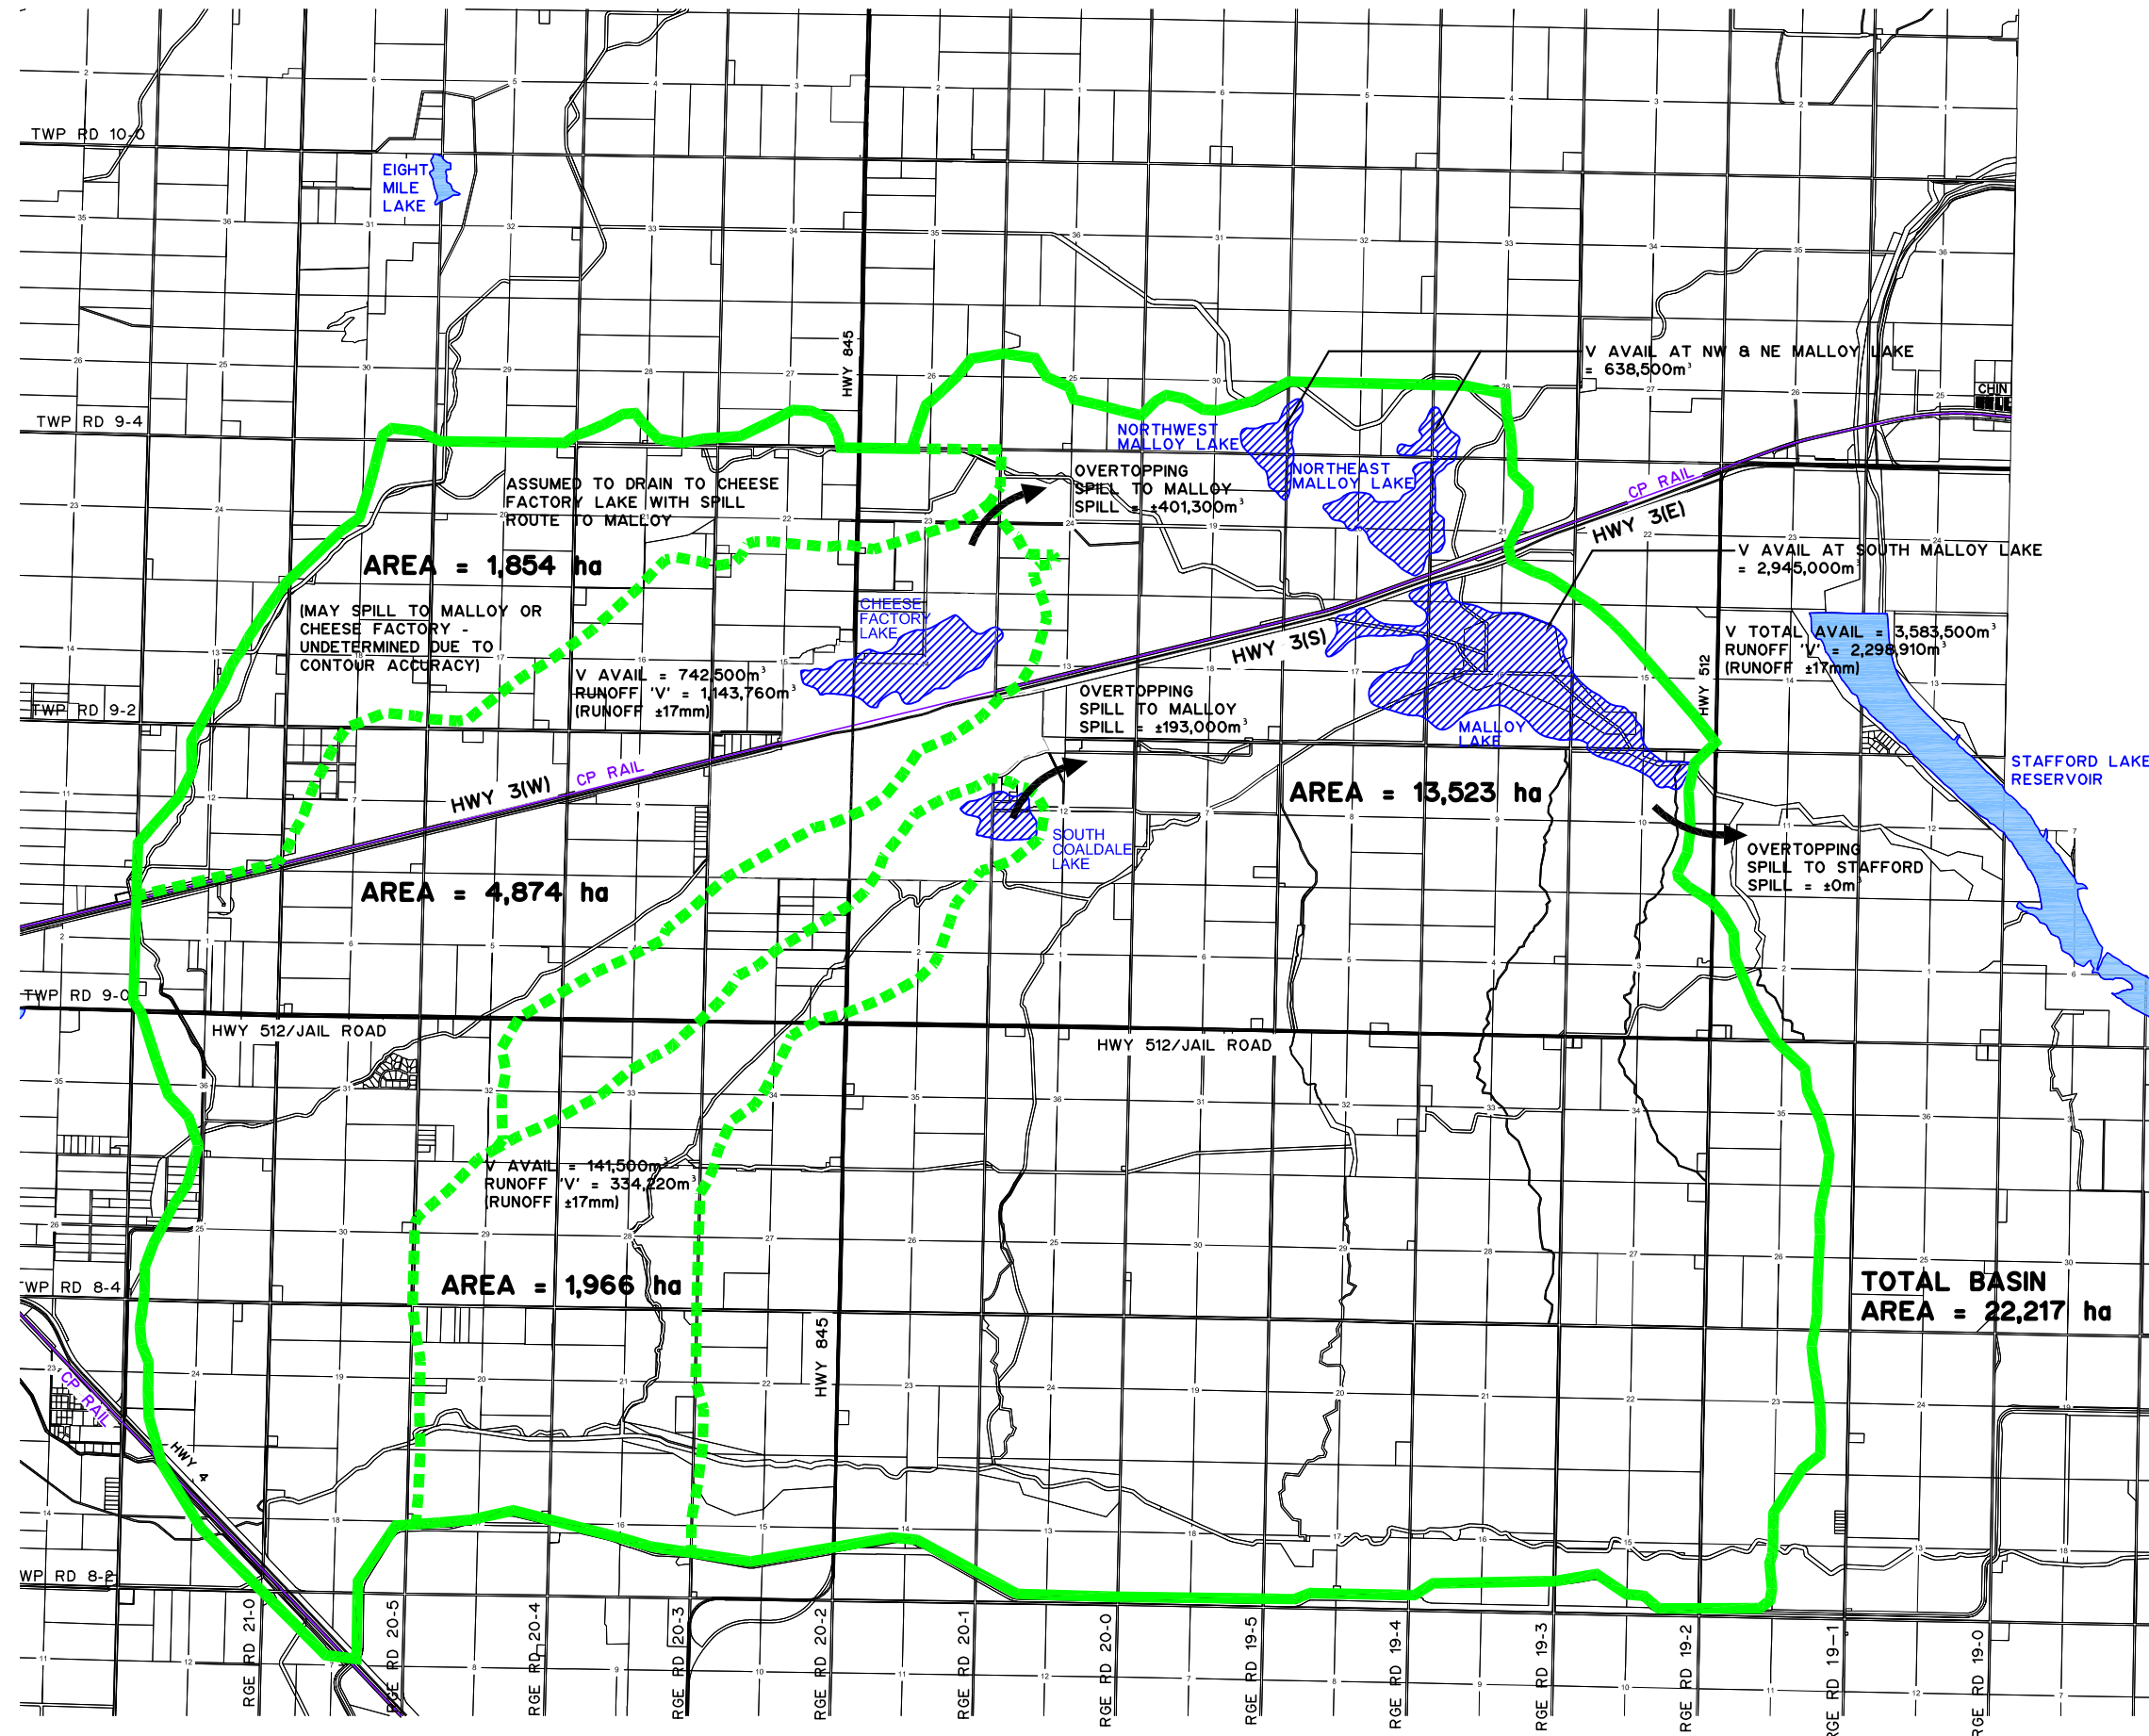 TWP RD 10-0
EIGHT
MILE
LAKE
HWY 845
V AVAIL AT NW & NE MALLOY LAKE
= 638,500m³
CHIN
TWP RD 9-4
NORTHWEST
MALLOY LAKE
NORTHEAST
MALLOY LAKE
OVERTOPPING
SPILL TO MALLOY
SPILL = ±401,300m³
CP RAIL
HWY 3(E)
ASSUMED TO DRAIN TO CHEESE
FACTORY LAKE WITH SPILL
ROUTE TO MALLOY
AREA = 1,854 ha
(MAY SPILL TO MALLOY OR
CHEESE FACTORY -
UNDETERMINED DUE TO
CONTOUR ACCURACY)
V AVAIL AT SOUTH MALLOY LAKE
= 2,945,000m³
CHEESE
FACTORY
LAKE
HWY 3(S)
V TOTAL AVAIL = 3,583,500m³
RUNOFF 'V' = 2,298,910m³
(RUNOFF ±17mm)
HWY 512
V AVAIL = 742,500m³
RUNOFF 'V' = 1,143,760m³
(RUNOFF ±17mm)
TWP RD 9-2
OVERTOPPING
SPILL TO MALLOY
SPILL = ±193,000m³
MALLOY
LAKE
STAFFORD LAKE
RESERVOIR
HWY 3(W)
CP RAIL
AREA = 13,523 ha
SOUTH
COALDALE
LAKE
OVERTOPPING
SPILL TO STAFFORD
SPILL = ±0m³
AREA = 4,874 ha
TWP RD 9-0
HWY 512/JAIL ROAD
HWY 512/JAIL ROAD
V AVAIL = 141,500m³
RUNOFF 'V' = 334,220m³
(RUNOFF ±17mm)
AREA = 1,966 ha
TWP RD 8-4
TOTAL BASIN
AREA = 22,217 ha
HWY 845
CP RAIL
HWY 4
WP RD 8-2
RGE RD 21-0
RGE RD 20-5
RGE RD 20-4
RGE RD 20-3
RGE RD 20-2
RGE RD 20-1
RGE RD 20-0
RGE RD 19-5
RGE RD 19-4
RGE RD 19-3
RGE RD 19-2
RGE RD 19-1
RGE RD 19-0